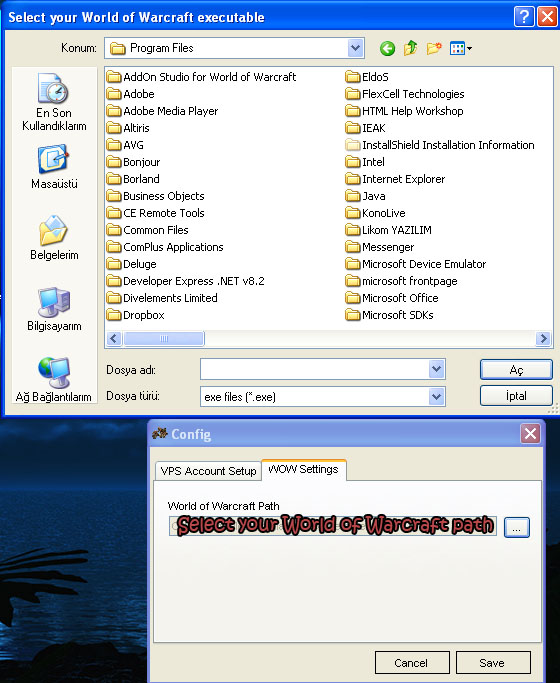 Select your World of Warcraft executable
Konum: Program Files
En Son
Kullandıklarım
Masaüstü
Belgelerim
Bilgisayarım
Ağ Bağlantılarım
AddOn Studio for World of Warcraft
Adobe
Adobe Media Player
Altiris
AVG
Bonjour
Borland
Business Objects
CE Remote Tools
Common Files
ComPlus Applications
Deluge
Developer Express .NET v8.2
Divelements Limited
Dropbox
EldoS
FlexCell Technologies
HTML Help Workshop
IEAK
InstallShield Installation Information
Intel
Internet Explorer
Java
KonoLive
Likom YAZILIM
Messenger
Microsoft Device Emulator
microsoft frontpage
Microsoft Office
Microsoft SDKs
Dosya adı:
Aç
Dosya türü: exe files (*.exe)
İptal
Config
VPS Account Setup WOW Settings
World of Warcraft Path
Select your World of Warcraft path
...
Cancel Save